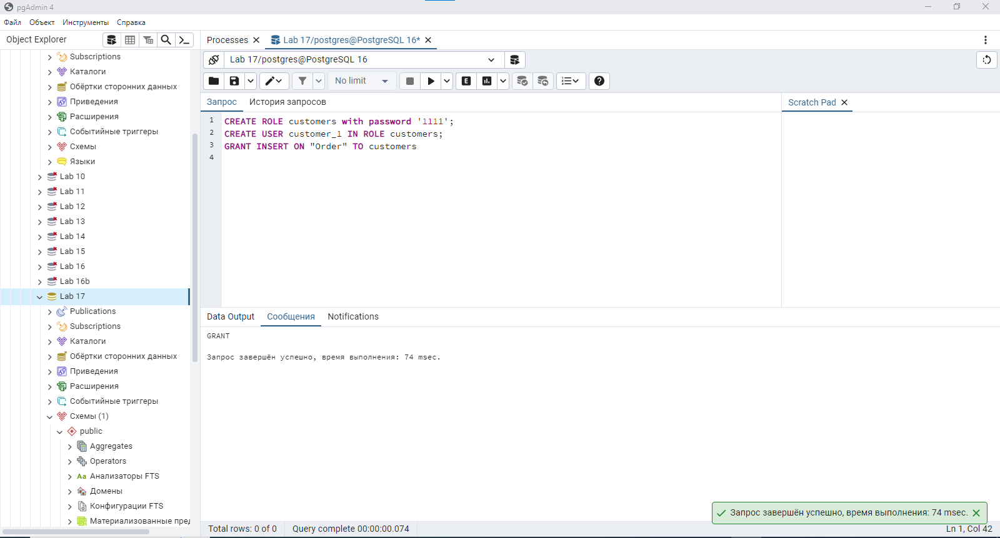 pgAdmin 4
Файл Объект Инструменты Справка
Object Explorer
Subscriptions
Каталоги
Обёртки сторонних данных
Приведения
Расширения
Событийные триггеры
Схемы
Языки
Lab 10
Lab 11
Lab 12
Lab 13
Lab 14
Lab 15
Lab 16
Lab 16b
Lab 17
Publications
Subscriptions
Каталоги
Обёртки сторонних данных
Приведения
Расширения
Событийные триггеры
Схемы (1)
public
Aggregates
Operators
Aa Анализаторы FTS
Домены
Конфигурации FTS
Материализованные пред
Processes
Lab 17/postgres@PostgreSQL 16*
Lab 17/postgres@PostgreSQL 16
No limit
E
Запрос История запросов
Scratch Pad
1 CREATE ROLE customers with password '1111';
2 CREATE USER customer_1 IN ROLE customers;
3 GRANT INSERT ON "Order" TO customers
4
Data Output Сообщения Notifications
GRANT
Запрос завершён успешно, время выполнения: 74 msec.
Запрос завершён успешно, время выполнения: 74 msec.
Total rows: 0 of 0 Query complete 00:00:00.074 Ln 1, Col 42